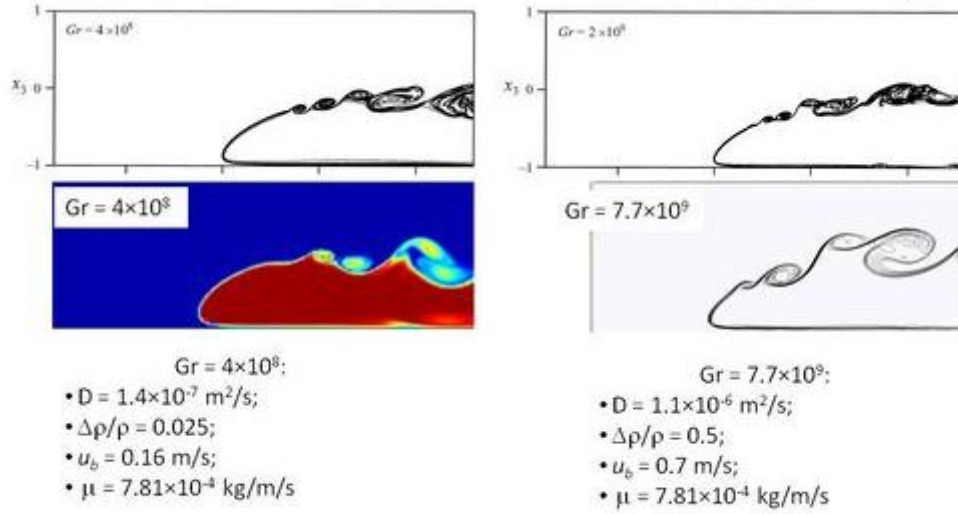 1
Gr = 4×10⁸
x₃ 0
−1
1
Gr = 2×10⁸
0
−1
Gr = 4×10⁸
Gr = 7.7×10⁹
Gr = 4×10⁸:
• D = 1.4×10⁻⁷ m²/s;
• Δρ/ρ = 0.025;
• u_b = 0.16 m/s;
• μ = 7.81×10⁻⁴ kg/m/s
Gr = 7.7×10⁹:
• D = 1.1×10⁻⁶ m²/s;
• Δρ/ρ = 0.5;
• u_b = 0.7 m/s;
• μ = 7.81×10⁻⁴ kg/m/s